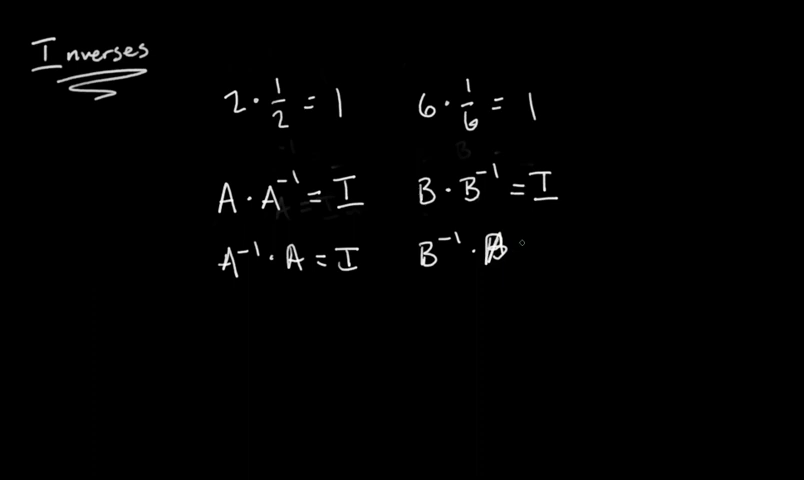 Inverses
2 · 1/2 = 1    6 · 1/6 = 1
A · A⁻¹ = I    B · B⁻¹ = I
A⁻¹ · A = I    B⁻¹ ·